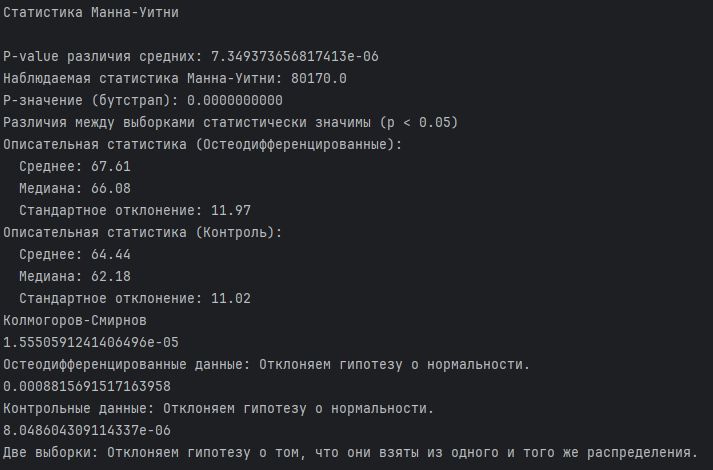 Статистика Манна-Уитни
P-value различия средних: 7.349373656817413e-06
Наблюдаемая статистика Манна-Уитни: 80170.0
P-значение (бутстрап): 0.0000000000
Различия между выборками статистически значимы (p < 0.05)
Описательная статистика (Остеодифференцированные):
  Среднее: 67.61
  Медиана: 66.08
  Стандартное отклонение: 11.97
Описательная статистика (Контроль):
  Среднее: 64.44
  Медиана: 62.18
  Стандартное отклонение: 11.02
Колмогоров-Смирнов
1.5550591241406496e-05
Остеодифференцированные данные: Отклоняем гипотезу о нормальности.
0.0008815691517163958
Контрольные данные: Отклоняем гипотезу о нормальности.
8.048604309114337e-06
Две выборки: Отклоняем гипотезу о том, что они взяты из одного и того же распределения.